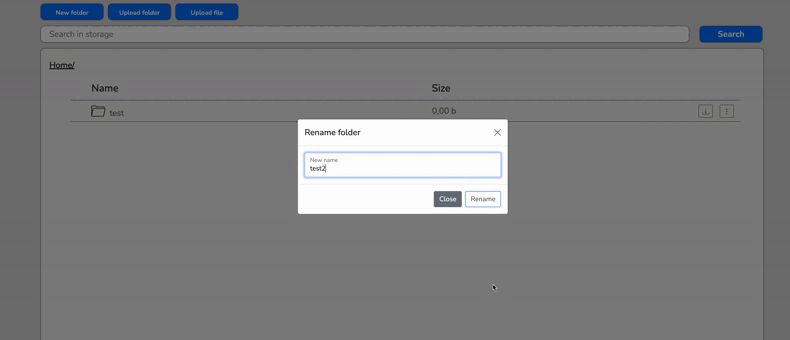 New folder Upload folder Upload file
Search in storage Search
Home/
Name Size
test 0,00 b
Rename folder
New name
test2
Close Rename